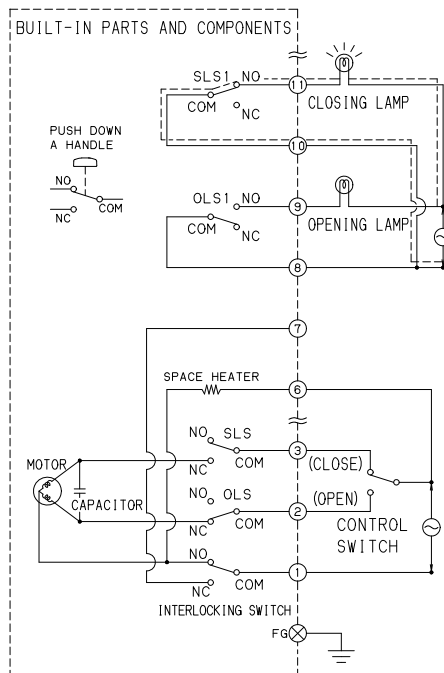 BUILT-IN PARTS AND COMPONENTS
SLS1 NO
COM
NC
11
CLOSING LAMP
10
PUSH DOWN
A HANDLE
NO
NC
COM
OLS1 NO
COM
NC
9
OPENING LAMP
8
7
SPACE HEATER
6
NO SLS
NC COM
3
(CLOSE)
MOTOR
CAPACITOR
NO OLS
NC COM
2
(OPEN)
CONTROL
SWITCH
NO
NC COM
1
INTERLOCKING SWITCH
FG